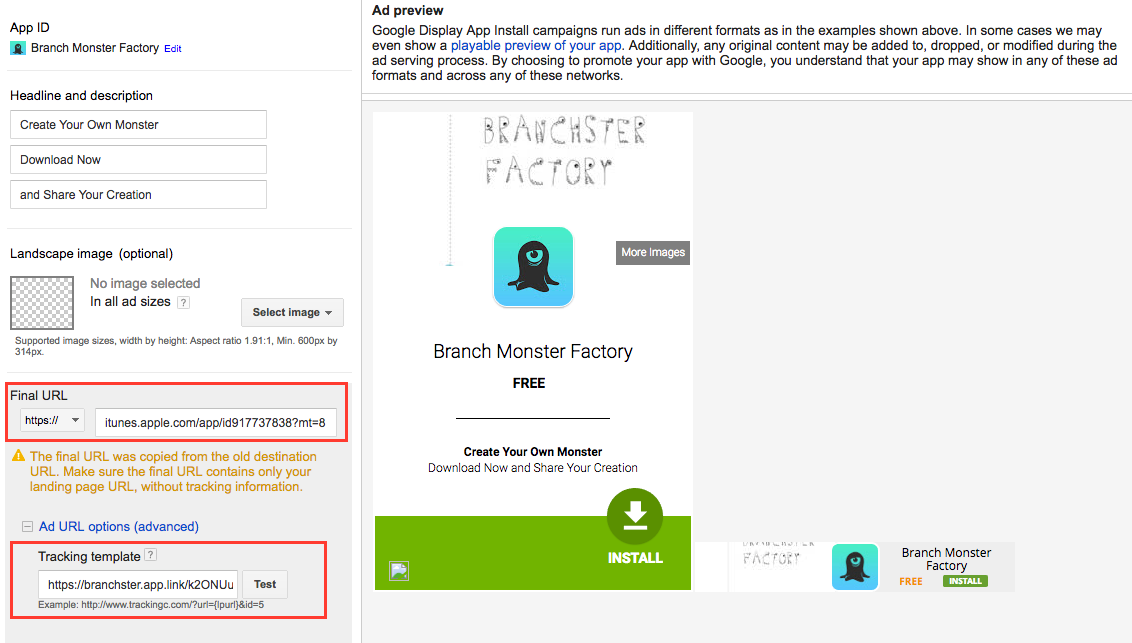 App ID
Branch Monster Factory Edit
Headline and description
Create Your Own Monster
Download Now
and Share Your Creation
Landscape image (optional)
No image selected
In all ad sizes ?
Select image
Supported image sizes, width by height: Aspect ratio 1.91:1, Min. 600px by
314px.
Final URL
https://
itunes.apple.com/app/id917737838?mt=8
The final URL was copied from the old destination
URL. Make sure the final URL contains only your
landing page URL, without tracking information.
Ad URL options (advanced)
Tracking template ?
https://branchster.app.link/k2ONUu
Test
Example: http://www.trackingc.com/?url={lpurl}&id=5
Ad preview
Google Display App Install campaigns run ads in different formats as in the examples shown above. In some cases we may
even show a playable preview of your app. Additionally, any original content may be added to, dropped, or modified during the
ad serving process. By choosing to promote your app with Google, you understand that your app may show in any of these ad
formats and across any of these networks.
BRANCHSTER
FACTORY
More Images
Branch Monster Factory
FREE
Create Your Own Monster
Download Now and Share Your Creation
INSTALL
BRANCHSTER
FACTORY
Branch Monster
Factory
FREE
INSTALL